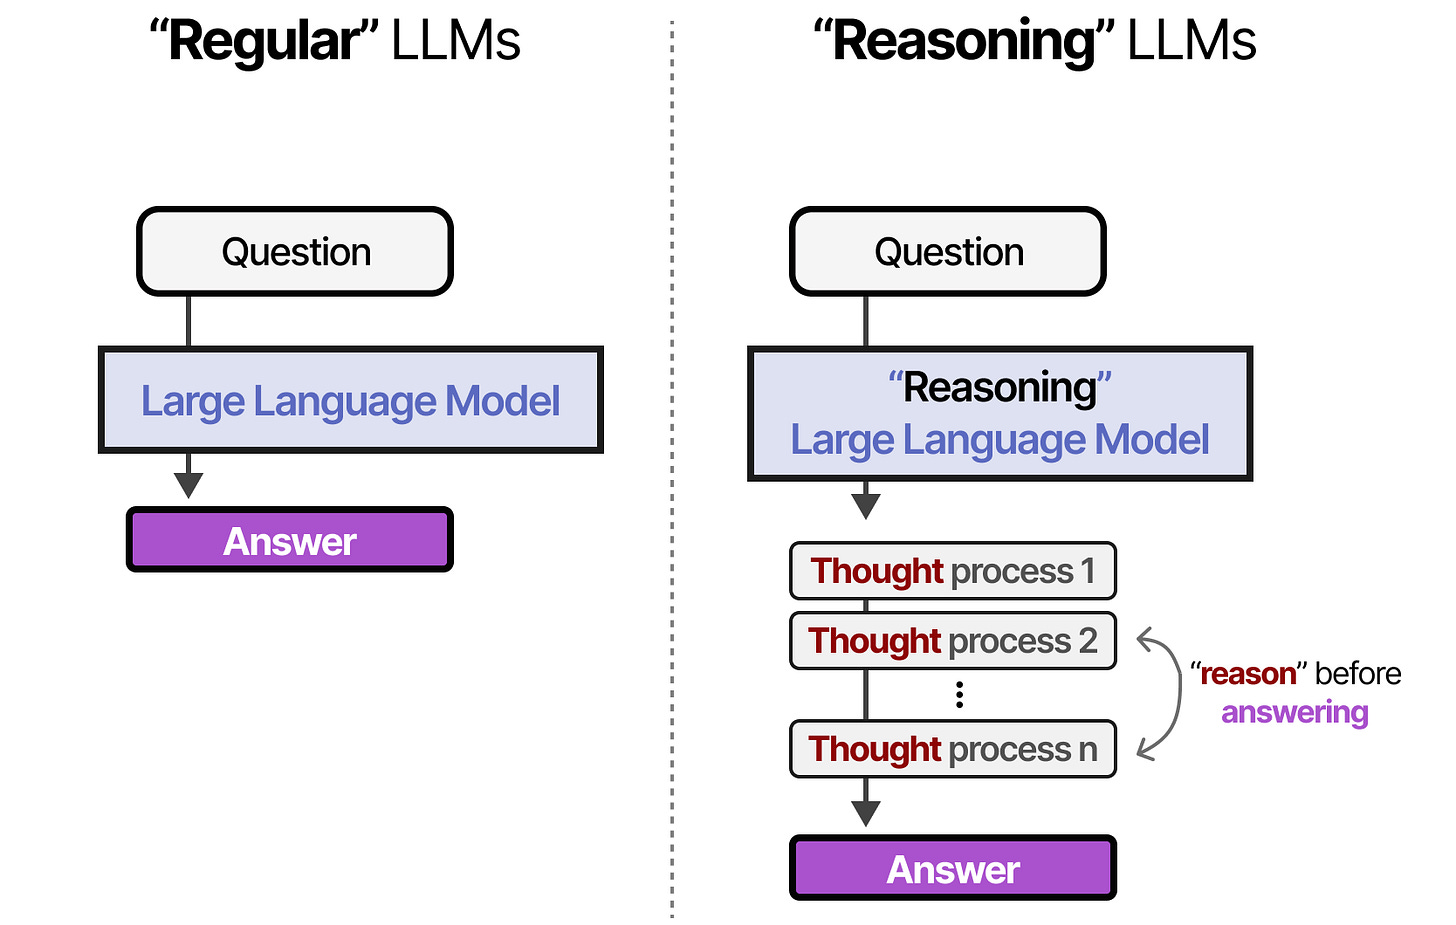 “Regular” LLMs
Question
Large Language Model
Answer
“Reasoning” LLMs
Question
“Reasoning”
Large Language Model
Thought process 1
Thought process 2
Thought process n
“reason” before
answering
Answer